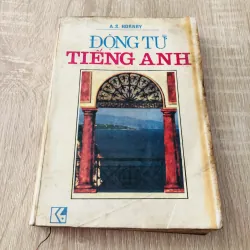 A. S. HORNBY
ĐỘNG TỪ
TIẾNG ANH